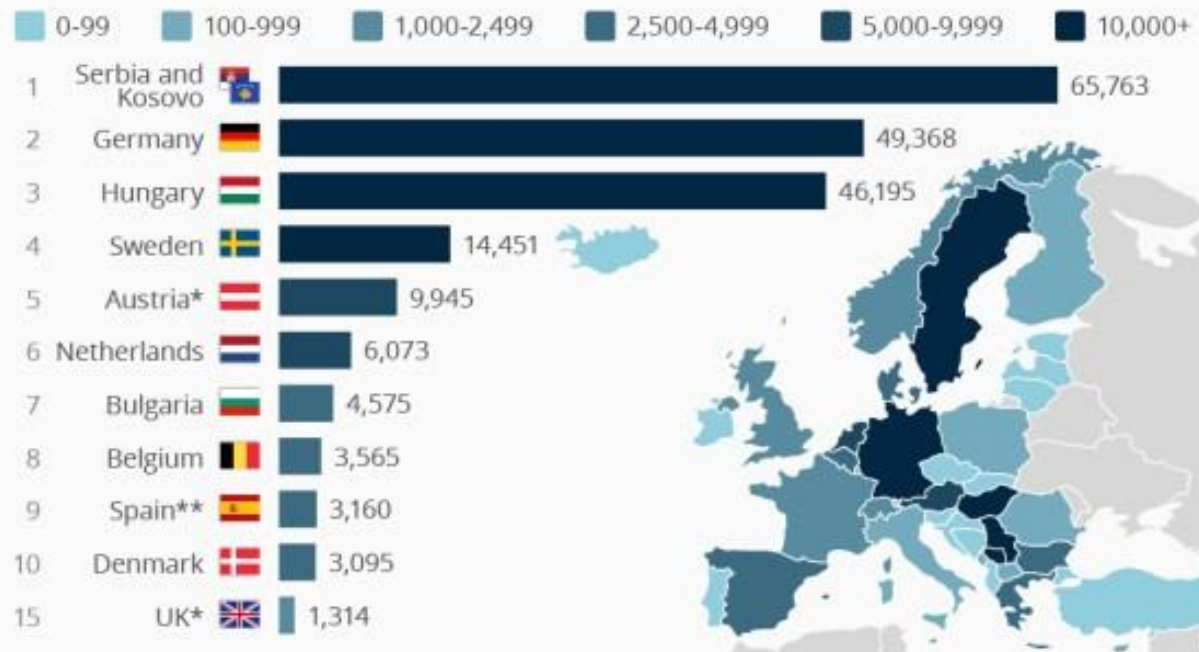 0-99 100-999 1,000-2,499 2,500-4,999 5,000-9,999 10,000+
1 Serbia and Kosovo 65,763
2 Germany 49,368
3 Hungary 46,195
4 Sweden 14,451
5 Austria* 9,945
6 Netherlands 6,073
7 Bulgaria 4,575
8 Belgium 3,565
9 Spain** 3,160
10 Denmark 3,095
15 UK* 1,314